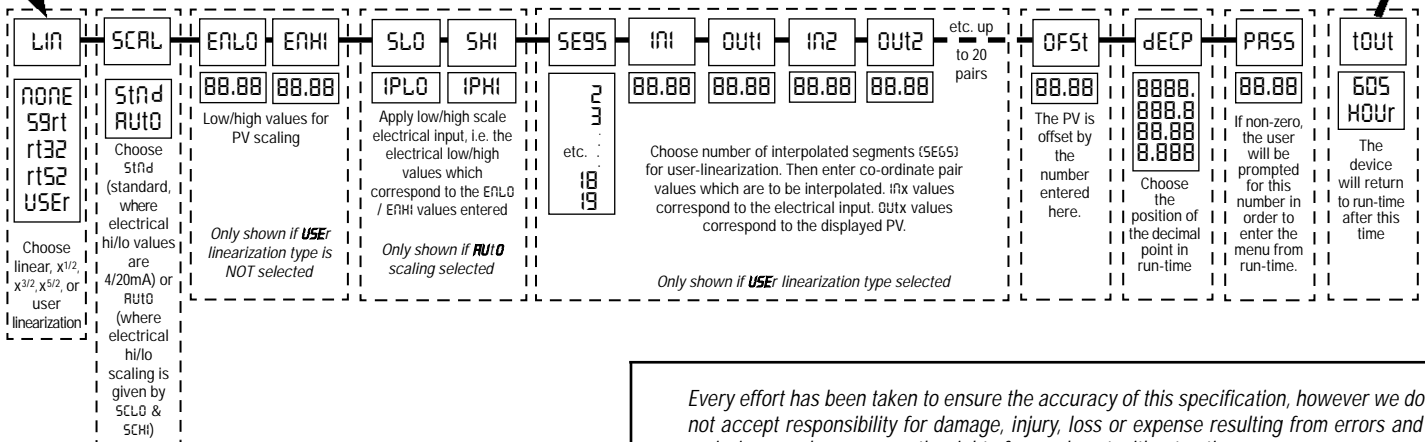 LIN
NONE
S9rt
rt32
rt52
USEr
Choose
linear, x1/2,
x3/2, x5/2, or
user
linearization
SCAL
StNd
AUtO
Choose
StNd
(standard,
where
electrical
hi/lo values
are
4/20mA) or
AUtO
(where
electrical
hi/lo
scaling is
given by
SCLO &
SCHI)
ENLO ENHI
88.88 88.88
Low/high values for
PV scaling
Only shown if USEr
linearization type is
NOT selected
SLO SHI
IPLO IPHI
Apply low/high scale
electrical input, i.e. the
electrical low/high
values which
correspond to the ENLO
/ ENHI values entered
Only shown if AUtO
scaling selected
SE9S IN1 OUt1 IN2 OUt2 etc. up
to 20
pairs
2
3
etc.
18
19
88.88 88.88 88.88 88.88
Choose number of interpolated segments (SEGS)
for user-linearization. Then enter co-ordinate pair
values which are to be interpolated. INx values
correspond to the electrical input. OUtx values
correspond to the displayed PV.
Only shown if USEr linearization type selected
OFSt
88.88
The PV is
offset by
the
number
entered
here.
dECP
8888.
888.8
88.88
8.888
Choose
the
position of
the decimal
point in
run-time
PASS
88.88
If non-zero,
the user
will be
prompted
for this
number in
order to
enter the
menu from
run-time.
tOUt
60S
HOUr
The
device
will return
to run-time
after this
time
Every effort has been taken to ensure the accuracy of this specification, however we do
not accept responsibility for damage, injury, loss or expense resulting from errors and